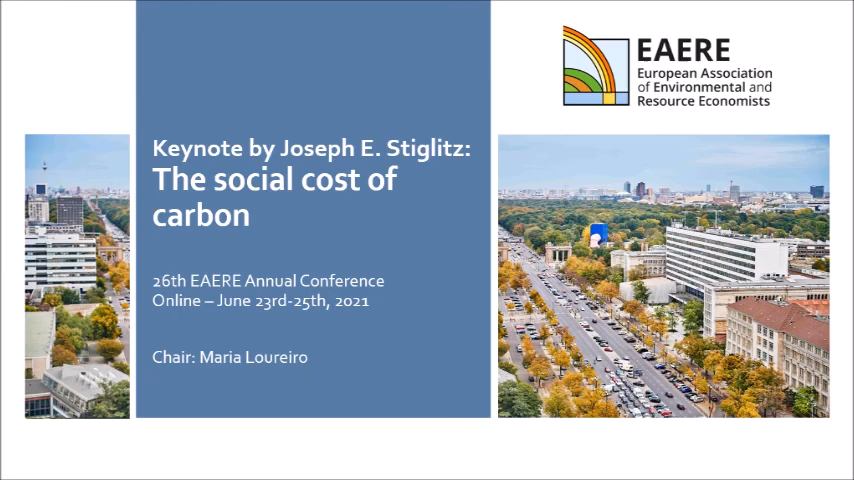 EAERE
European Association
of Environmental and
Resource Economists
Keynote by Joseph E. Stiglitz:
The social cost of
carbon
26th EAERE Annual Conference
Online – June 23rd-25th, 2021
Chair: Maria Loureiro